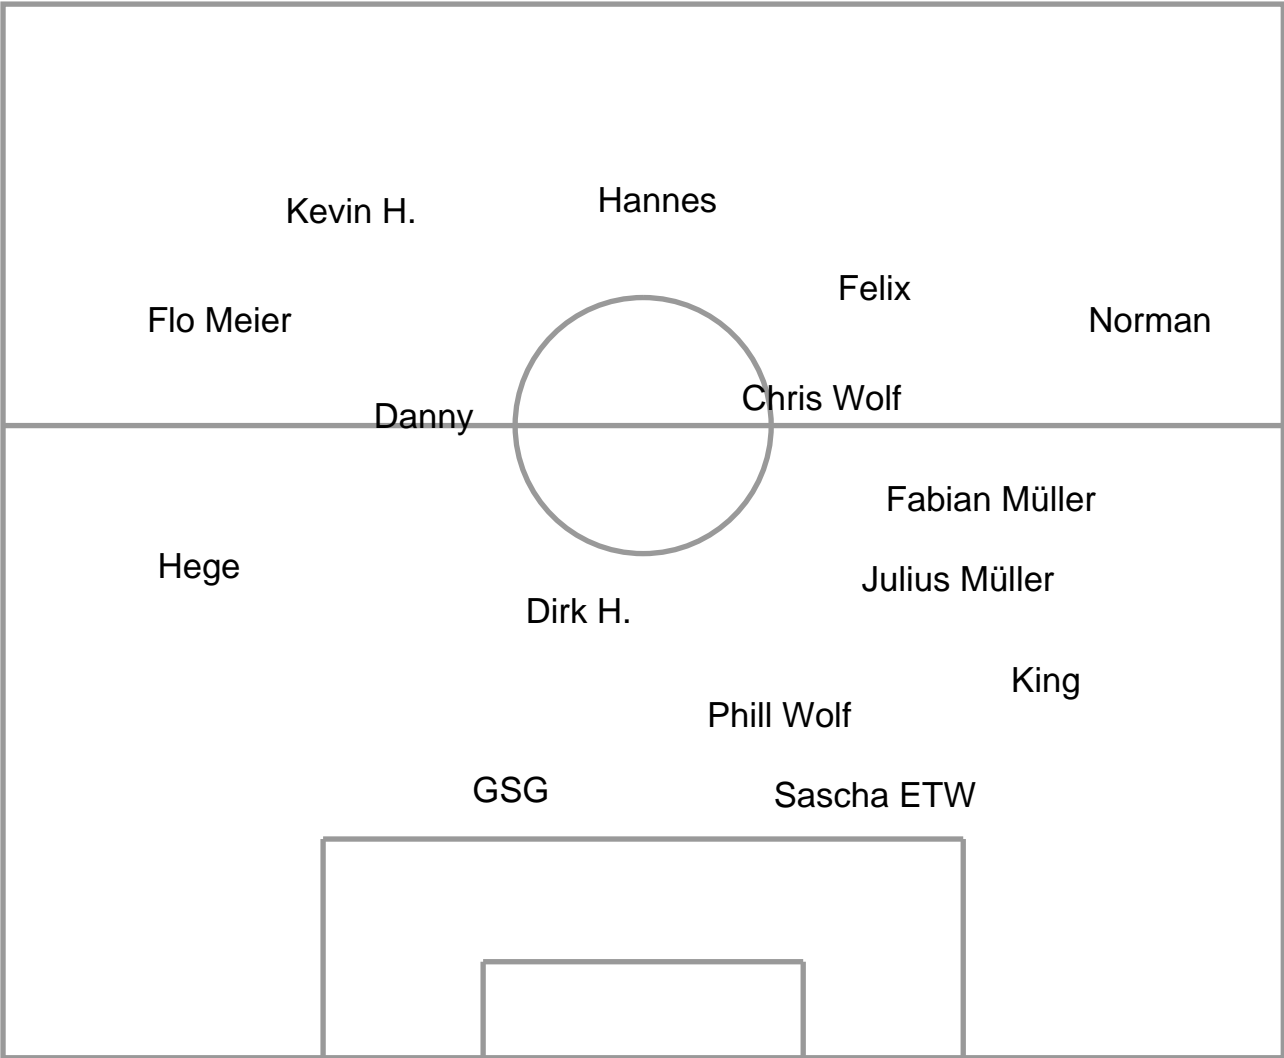 Hannes
Kevin H.
Felix
Flo Meier
Norman
Chris Wolf
Danny
Fabian Müller
Hege
Julius Müller
Dirk H.
King
Phill Wolf
GSG
Sascha ETW